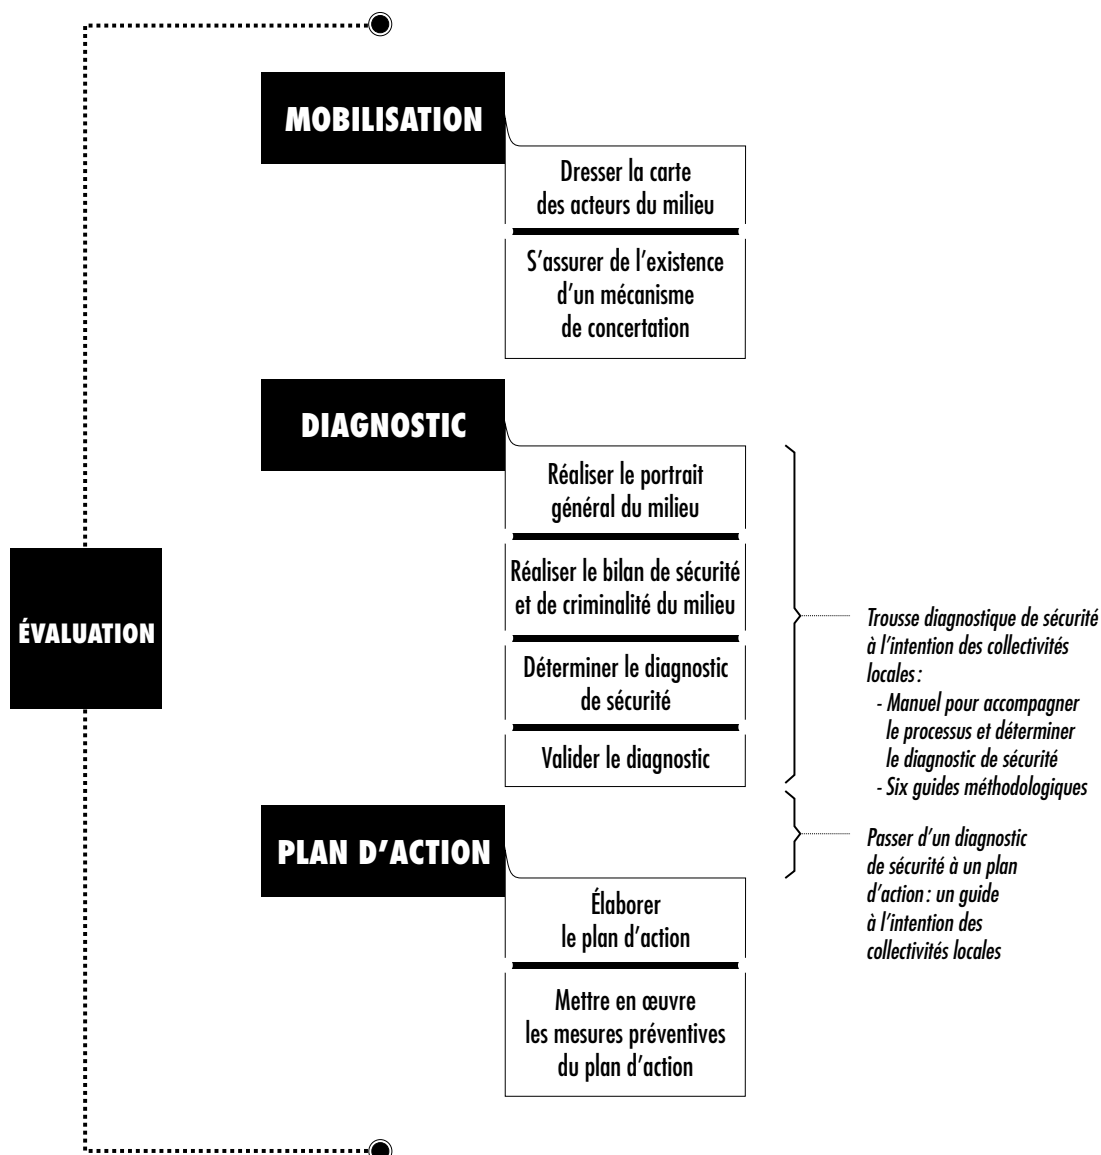 MOBILISATION
Dresser la carte
des acteurs du milieu
S'assurer de l'existence
d'un mécanisme
de concertation
DIAGNOSTIC
Réaliser le portrait
général du milieu
Réaliser le bilan de sécurité
et de criminalité du milieu
Déterminer le diagnostic
de sécurité
Valider le diagnostic
ÉVALUATION
Trousse diagnostique de sécurité
à l'intention des collectivités
locales :
- Manuel pour accompagner
le processus et déterminer
le diagnostic de sécurité
- Six guides méthodologiques
PLAN D'ACTION
Élaborer
le plan d'action
Mettre en œuvre
les mesures préventives
du plan d'action
Passer d'un diagnostic
de sécurité à un plan
d'action : un guide
à l'intention des
collectivités locales